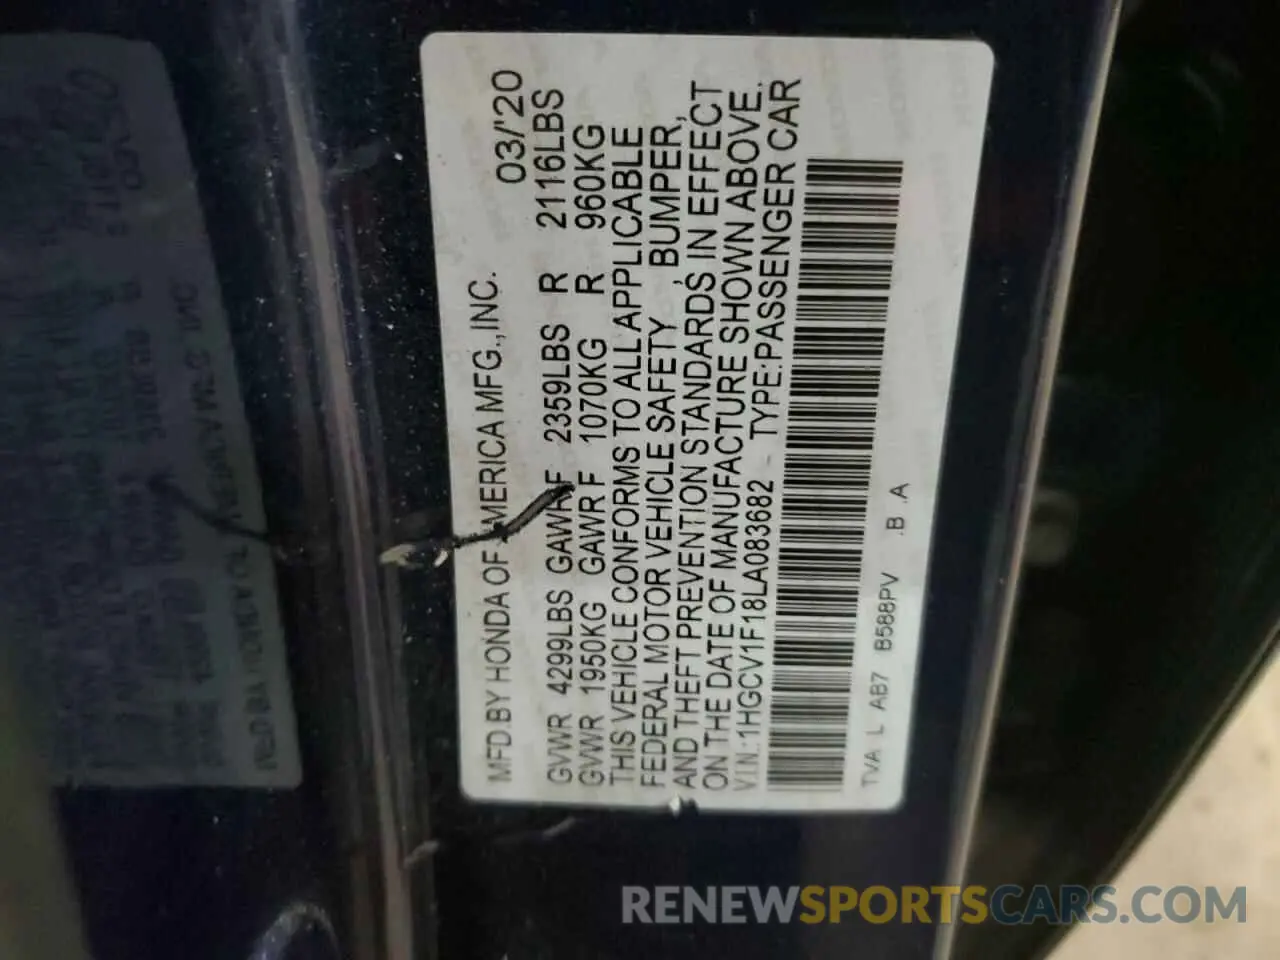 MFD BY HONDA OF AMERICA MFG.,INC. 03/'20
GVWR 4299LBS GAWR F 2359LBS R 2116LBS
GVWR 1950KG GAWR F 1070KG R 960KG
THIS VEHICLE CONFORMS TO ALL APPLICABLE
FEDERAL MOTOR VEHICLE SAFETY , BUMPER,
AND THEFT PREVENTION STANDARDS IN EFFECT
ON THE DATE OF MANUFACTURE SHOWN ABOVE.
VIN:1HGCV1F18LA083682 - TYPE:PASSENGER CAR
TVA L AB7 B588PV .B .A
RENEWSPORTSCARS.COM